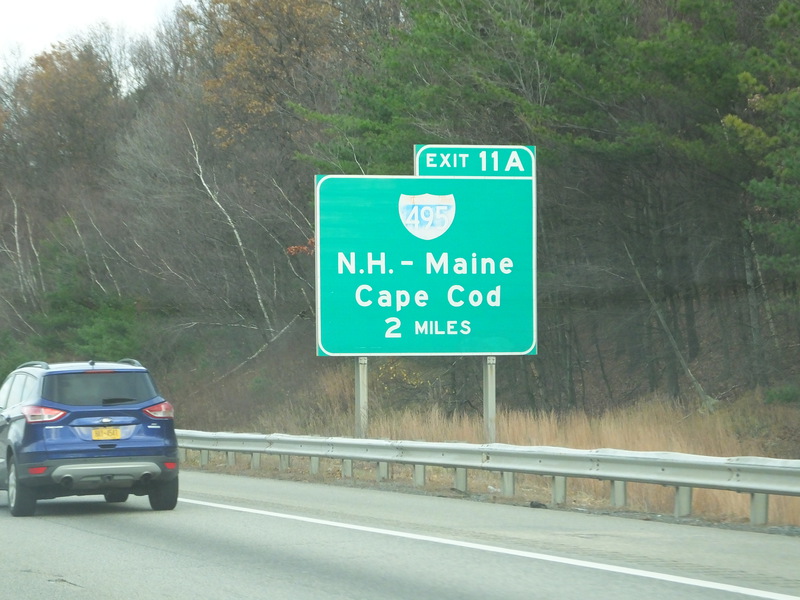 EXIT 11A
495
N.H. - Maine
Cape Cod
2 MILES